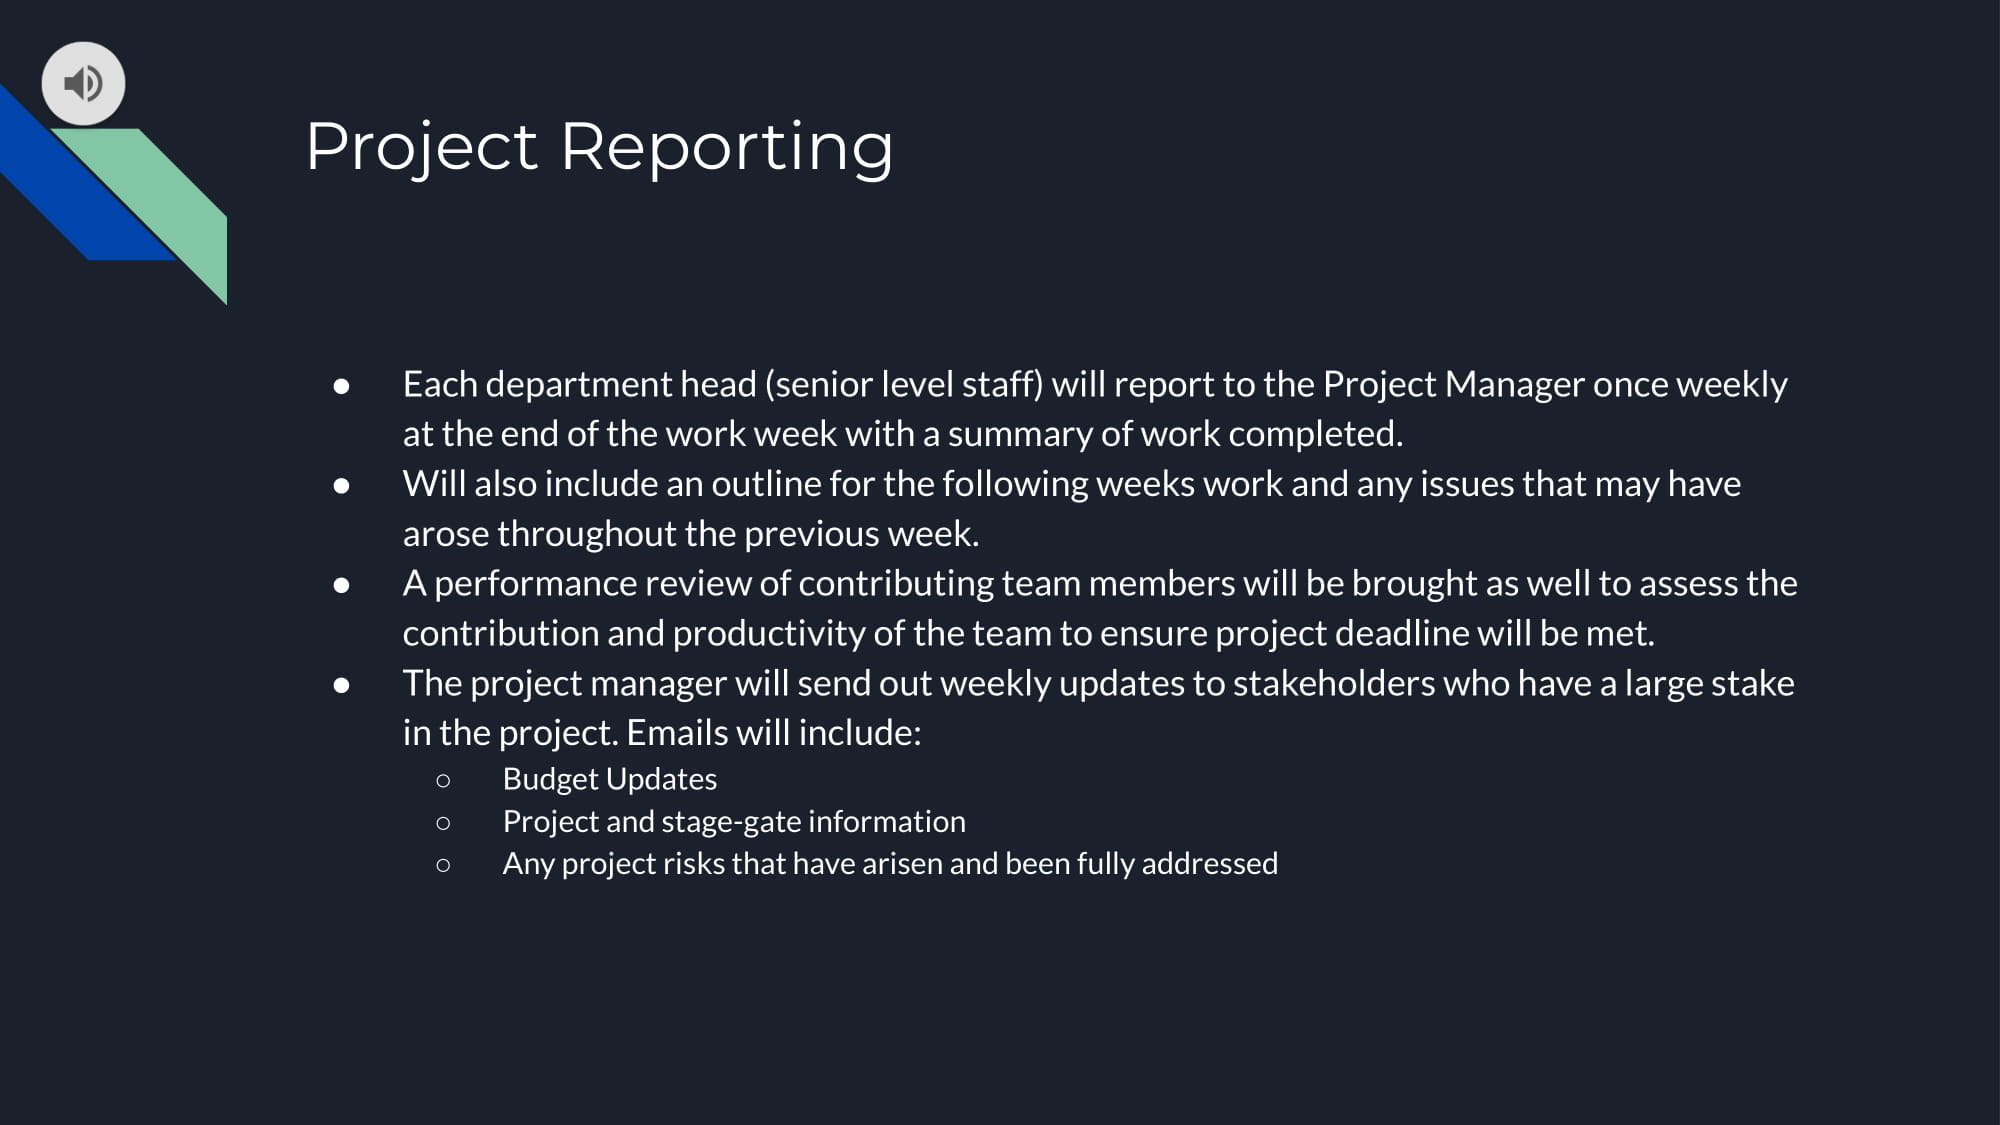 Project Reporting
● Each department head (senior level staff) will report to the Project Manager once weekly
at the end of the work week with a summary of work completed.
● Will also include an outline for the following weeks work and any issues that may have
arose throughout the previous week.
● A performance review of contributing team members will be brought as well to assess the
contribution and productivity of the team to ensure project deadline will be met.
● The project manager will send out weekly updates to stakeholders who have a large stake
in the project. Emails will include:
○ Budget Updates
○ Project and stage-gate information
○ Any project risks that have arisen and been fully addressed